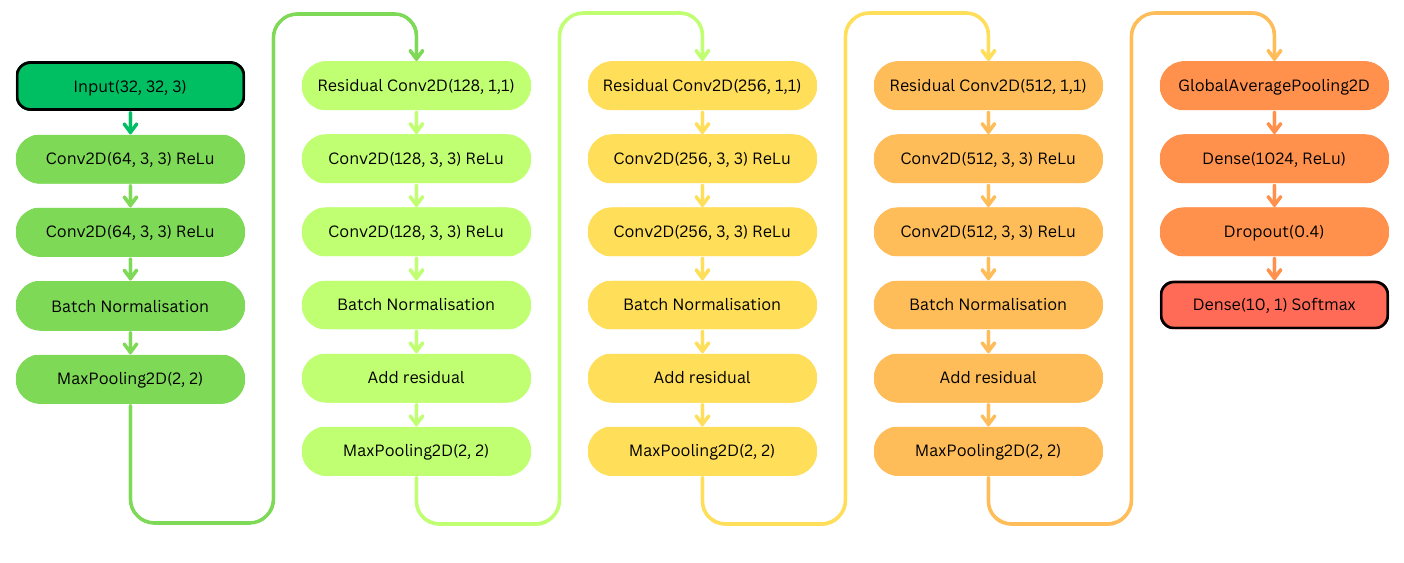 Input(32, 32, 3)
Conv2D(64, 3, 3) ReLu
Conv2D(64, 3, 3) ReLu
Batch Normalisation
MaxPooling2D(2, 2)
Residual Conv2D(128, 1,1)
Conv2D(128, 3, 3) ReLu
Conv2D(128, 3, 3) ReLu
Batch Normalisation
Add residual
MaxPooling2D(2, 2)
Residual Conv2D(256, 1,1)
Conv2D(256, 3, 3) ReLu
Conv2D(256, 3, 3) ReLu
Batch Normalisation
Add residual
MaxPooling2D(2, 2)
Residual Conv2D(512, 1,1)
Conv2D(512, 3, 3) ReLu
Conv2D(512, 3, 3) ReLu
Batch Normalisation
Add residual
MaxPooling2D(2, 2)
GlobalAveragePooling2D
Dense(1024, ReLu)
Dropout(0.4)
Dense(10, 1) Softmax